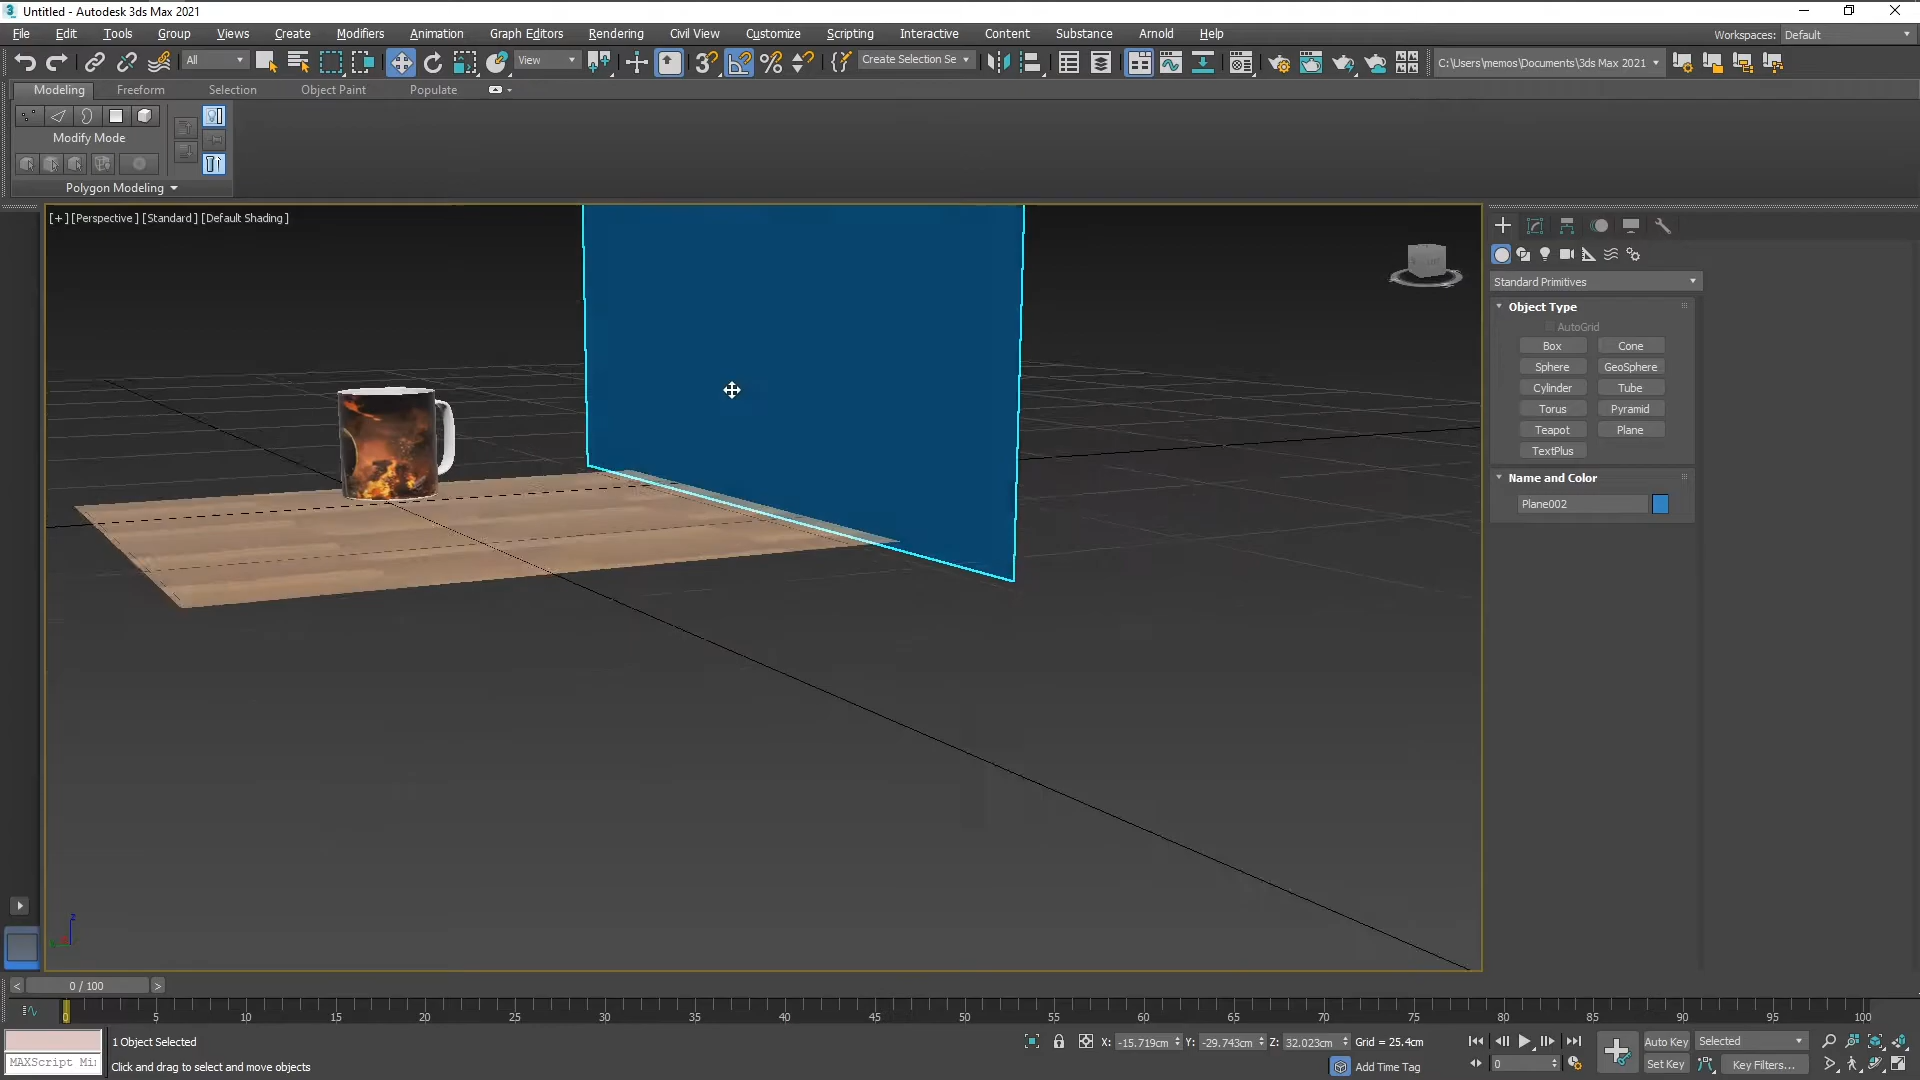 Untitled - Autodesk 3ds Max 2021
File Edit Tools Group Views Create Modifiers Animation Graph Editors Rendering Civil View Customize Scripting Interactive Content Substance Arnold Help Workspaces: Default
All View Create Selection Se C:\Users\memos\Documents\3ds Max 2021
Modeling Freeform Selection Object Paint Populate
Modify Mode
Polygon Modeling
[+] [Perspective] [Standard] [Default Shading]
Standard Primitives
Object Type
AutoGrid
Box Cone
Sphere GeoSphere
Cylinder Tube
Torus Pyramid
Teapot Plane
TextPlus
Name and Color
Plane002
z
< 0 / 100 >
0 5 10 15 20 25 30 35 40 45 50 55 60 65 70 75 80 85 90 95 100
1 Object Selected X: -15.719cm Y: -29.743cm Z: 32.023cm Grid = 25.4cm Auto Key Selected
MAXScript Mi Click and drag to select and move objects Add Time Tag 0 Set Key Key Filters...